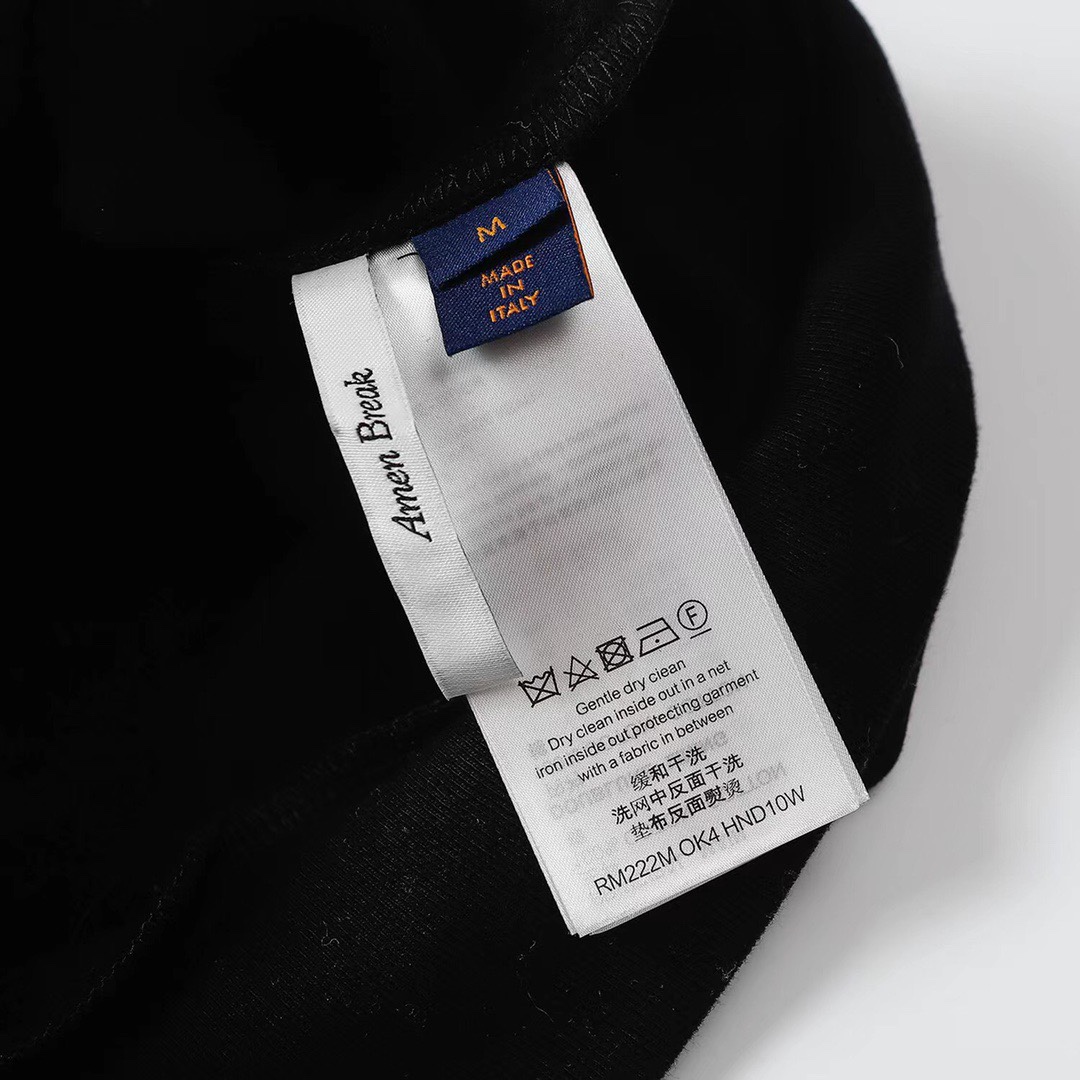 M
MADE
IN
ITALY
Amen Break
F
Gentle dry clean
Dry clean inside out in a net
iron inside out protecting garment
with a fabric in between
缓和干洗
洗网中反面干洗
垫布反面熨烫
RM222M OK4 HND10W